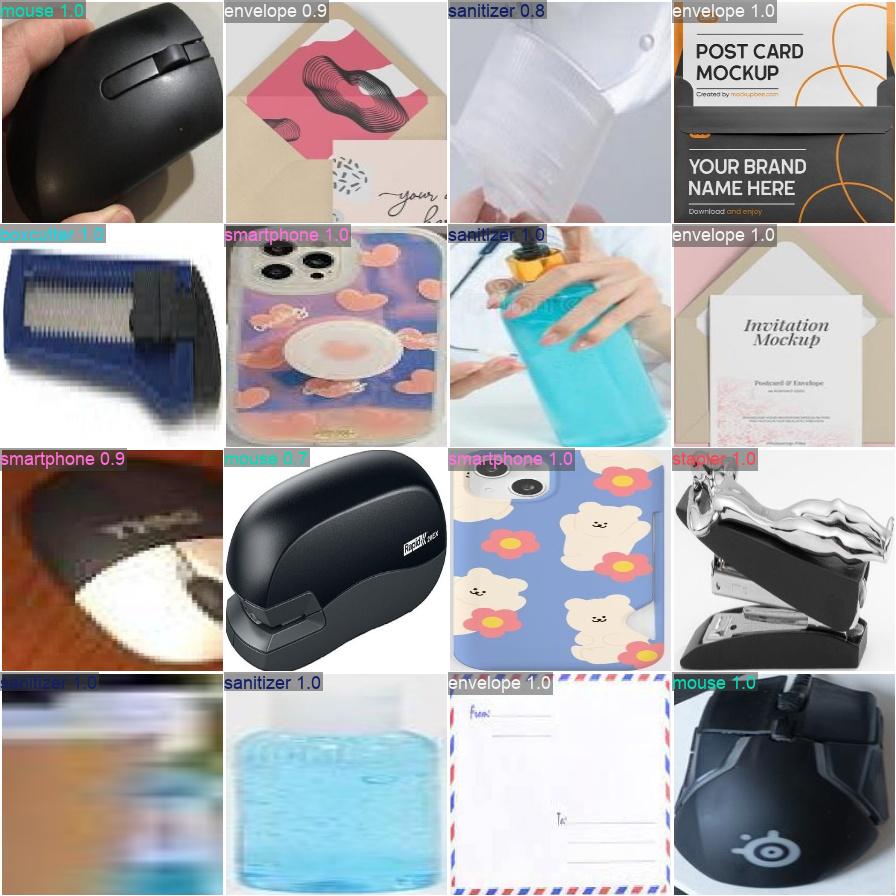 mouse 1.0
envelope 0.9
your
sanitizer 0.8
envelope 1.0
POST CARD
MOCKUP
Created by mockupbee.com
YOUR BRAND
NAME HERE
Download and enjoy
boxcutter 1.0
smartphone 1.0
sanitizer 1.0
envelope 1.0
Invitation
Mockup
Postcard & Envelope
smartphone 0.9
mouse 0.7
Rapid X
smartphone 1.0
stapler 1.0
sanitizer 1.0
sanitizer 1.0
envelope 1.0
From:
To:
mouse 1.0